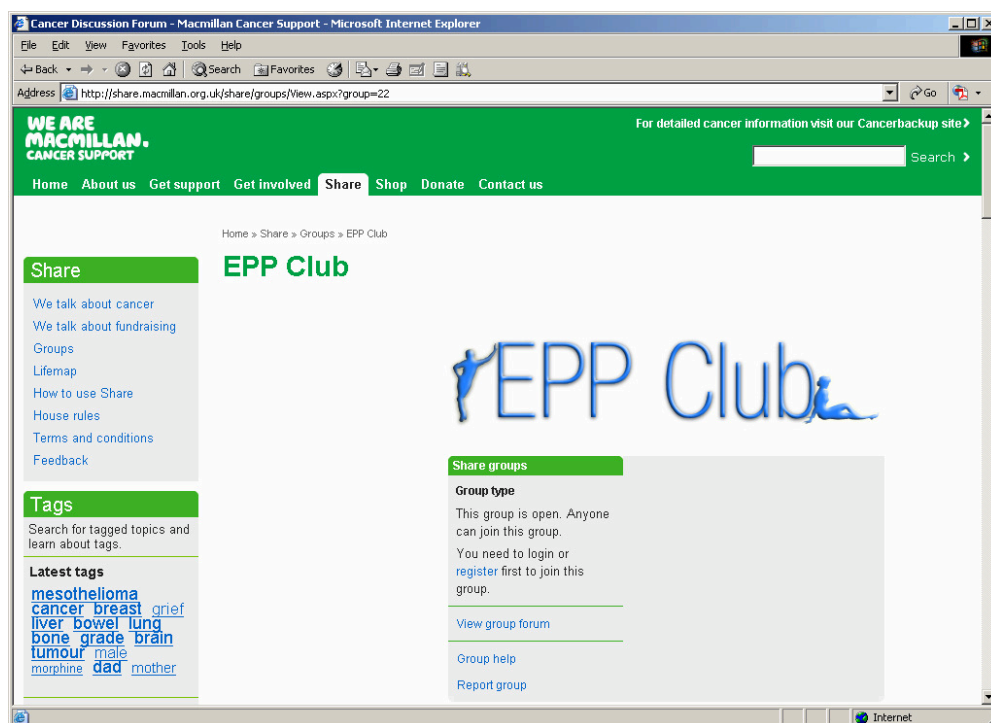 Cancer Discussion Forum - Macmillan Cancer Support - Microsoft Internet Explorer
File Edit View Favorites Tools Help
Back Search Favorites
Address http://share.macmillan.org.uk/share/groups/View.aspx?group=22 Go
WE ARE
MACMILLAN.
CANCER SUPPORT
For detailed cancer information visit our Cancerbackup site >
Search >
Home About us Get support Get involved Share Shop Donate Contact us
Home » Share » Groups » EPP Club
EPP Club
Share
We talk about cancer
We talk about fundraising
Groups
Lifemap
How to use Share
House rules
Terms and conditions
Feedback
Tags
Search for tagged topics and
learn about tags.
Latest tags
mesothelioma
cancer breast grief
liver bowel lung
bone grade brain
tumour male
morphine dad mother
EPP Club
Share groups
Group type
This group is open. Anyone
can join this group.
You need to login or
register first to join this
group.
View group forum
Group help
Report group
Internet